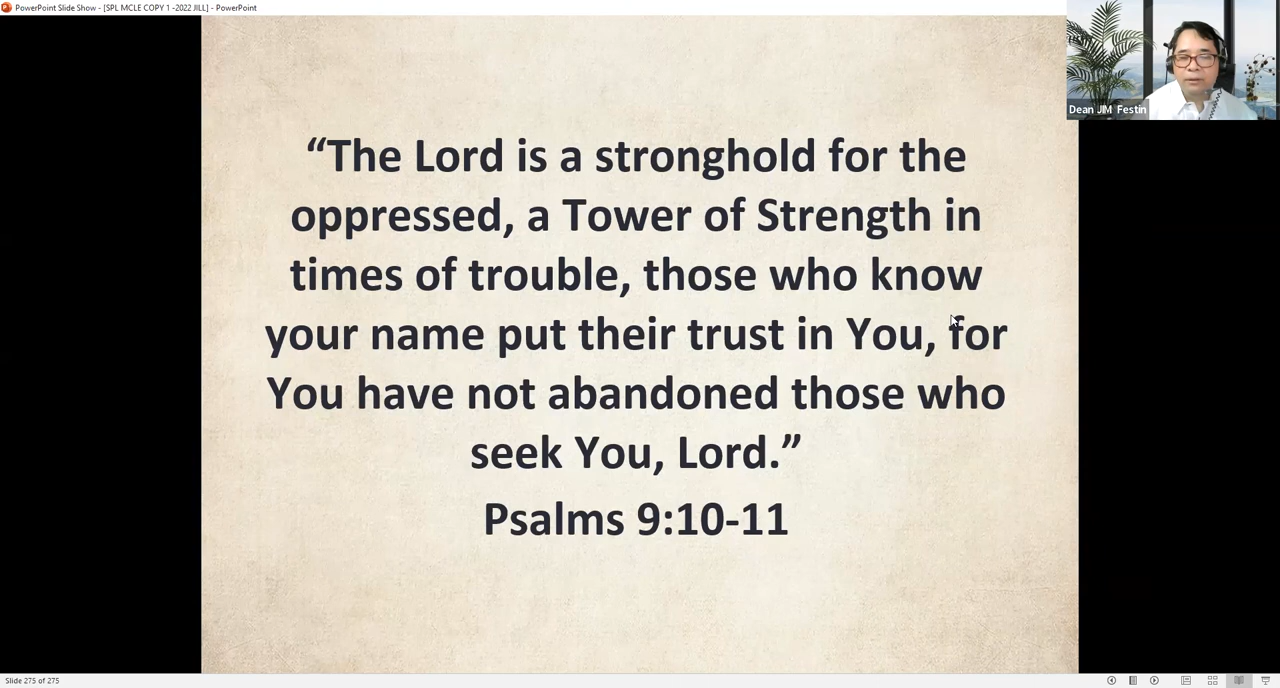 PowerPoint Slide Show - [SPL MCLE COPY 1 -2022 JILL] - PowerPoint
Dean JIM Festin
“The Lord is a stronghold for the
oppressed, a Tower of Strength in
times of trouble, those who know
your name put their trust in You, for
You have not abandoned those who
seek You, Lord.”
Psalms 9:10-11
Slide 275 of 275